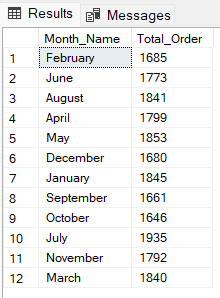 Results Messages
Month_Name Total_Order
1 February 1685
2 June 1773
3 August 1841
4 April 1799
5 May 1853
6 December 1680
7 January 1845
8 September 1661
9 October 1646
10 July 1935
11 November 1792
12 March 1840